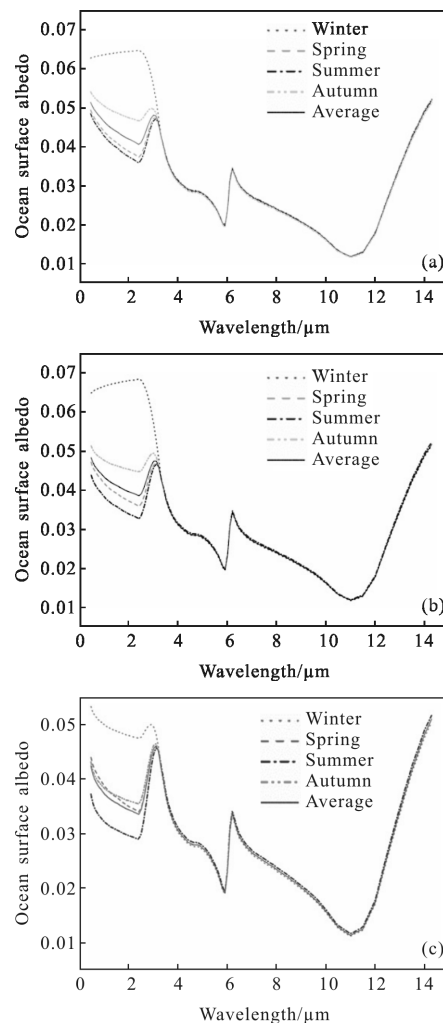 0.07
0.06
0.05
0.04
0.03
0.02
0.01
Ocean surface albedo
Winter
Spring
Summer
Autumn
Average
(a)
0 2 4 6 8 10 12 14
Wavelength/μm
0.07
0.06
0.05
0.04
0.03
0.02
0.01
Ocean surface albedo
Winter
Spring
Summer
Autumn
Average
(b)
0 2 4 6 8 10 12 14
Wavelength/μm
0.05
0.04
0.03
0.02
0.01
Ocean surface albedo
Winter
Spring
Summer
Autumn
Average
(c)
0 2 4 6 8 10 12 14
Wavelength/μm